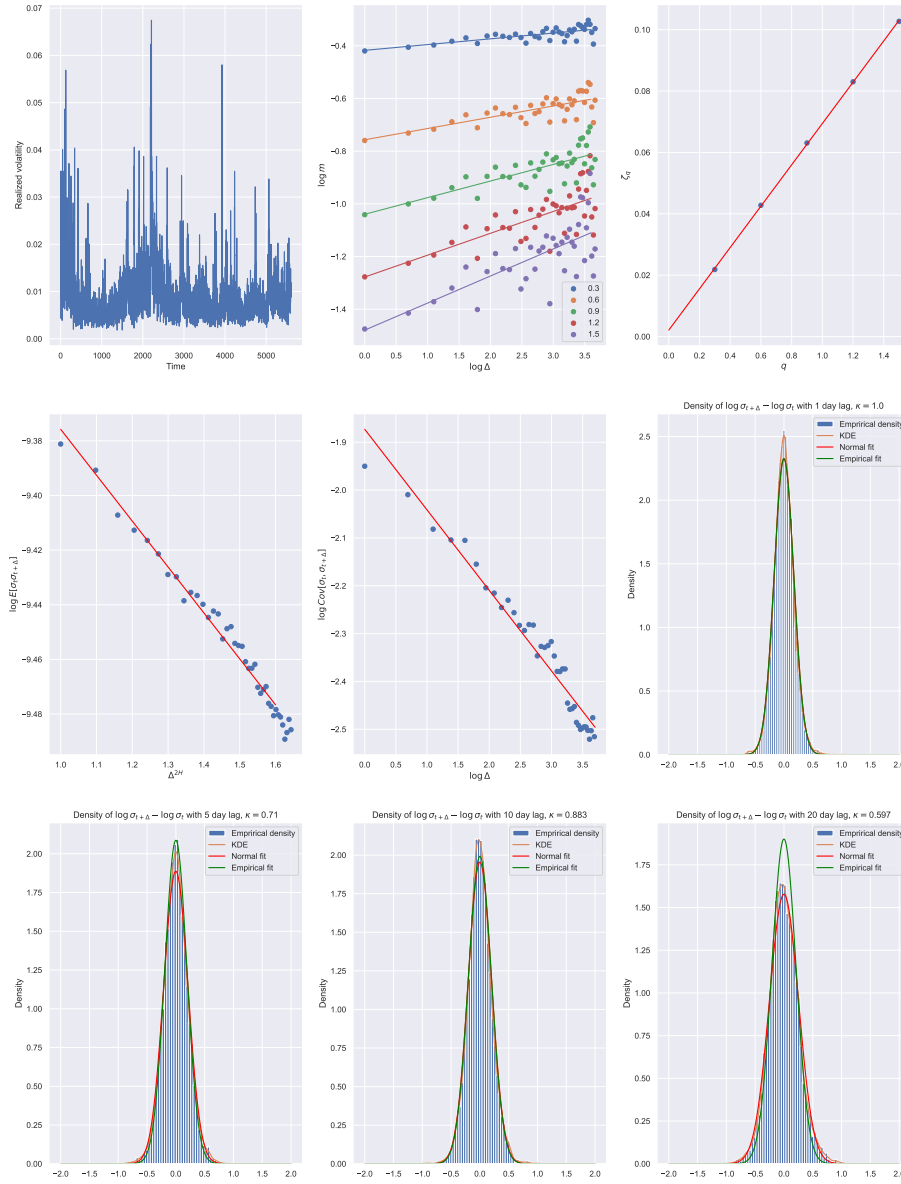 0.07
0.06
0.05
0.04
0.03
0.02
0.01
0.00
Realized volatility
0 1000 2000 3000 4000 5000
Time
−0.4
−0.6
−0.8
−1.0
−1.2
−1.4
log m
0.0 0.5 1.0 1.5 2.0 2.5 3.0 3.5
log Δ
0.3
0.6
0.9
1.2
1.5
0.10
0.08
0.06
0.04
0.02
0.00
ζq
0.0 0.2 0.4 0.6 0.8 1.0 1.2 1.4
q
−9.38
−9.40
−9.42
−9.44
−9.46
−9.48
log E[σtσt+Δ]
1.0 1.1 1.2 1.3 1.4 1.5 1.6
Δ2H
−1.9
−2.0
−2.1
−2.2
−2.3
−2.4
−2.5
log Cov[σt, σt+Δ]
0.0 0.5 1.0 1.5 2.0 2.5 3.0 3.5
log Δ
Density of log σt+Δ − log σt with 1 day lag, κ = 1.0
Emprirical density
KDE
Normal fit
Empirical fit
2.5
2.0
1.5
1.0
0.5
0.0
Density
−2.0 −1.5 −1.0 −0.5 0.0 0.5 1.0 1.5 2.0
Density of log σt+Δ − log σt with 5 day lag, κ = 0.71
Emprirical density
KDE
Normal fit
Empirical fit
2.00
1.75
1.50
1.25
1.00
0.75
0.50
0.25
0.00
Density
−2.0 −1.5 −1.0 −0.5 0.0 0.5 1.0 1.5 2.0
Density of log σt+Δ − log σt with 10 day lag, κ = 0.883
Emprirical density
KDE
Normal fit
Empirical fit
2.00
1.75
1.50
1.25
1.00
0.75
0.50
0.25
0.00
Density
−2.0 −1.5 −1.0 −0.5 0.0 0.5 1.0 1.5 2.0
Density of log σt+Δ − log σt with 20 day lag, κ = 0.597
Emprirical density
KDE
Normal fit
Empirical fit
1.75
1.50
1.25
1.00
0.75
0.50
0.25
0.00
Density
−2.0 −1.5 −1.0 −0.5 0.0 0.5 1.0 1.5 2.0